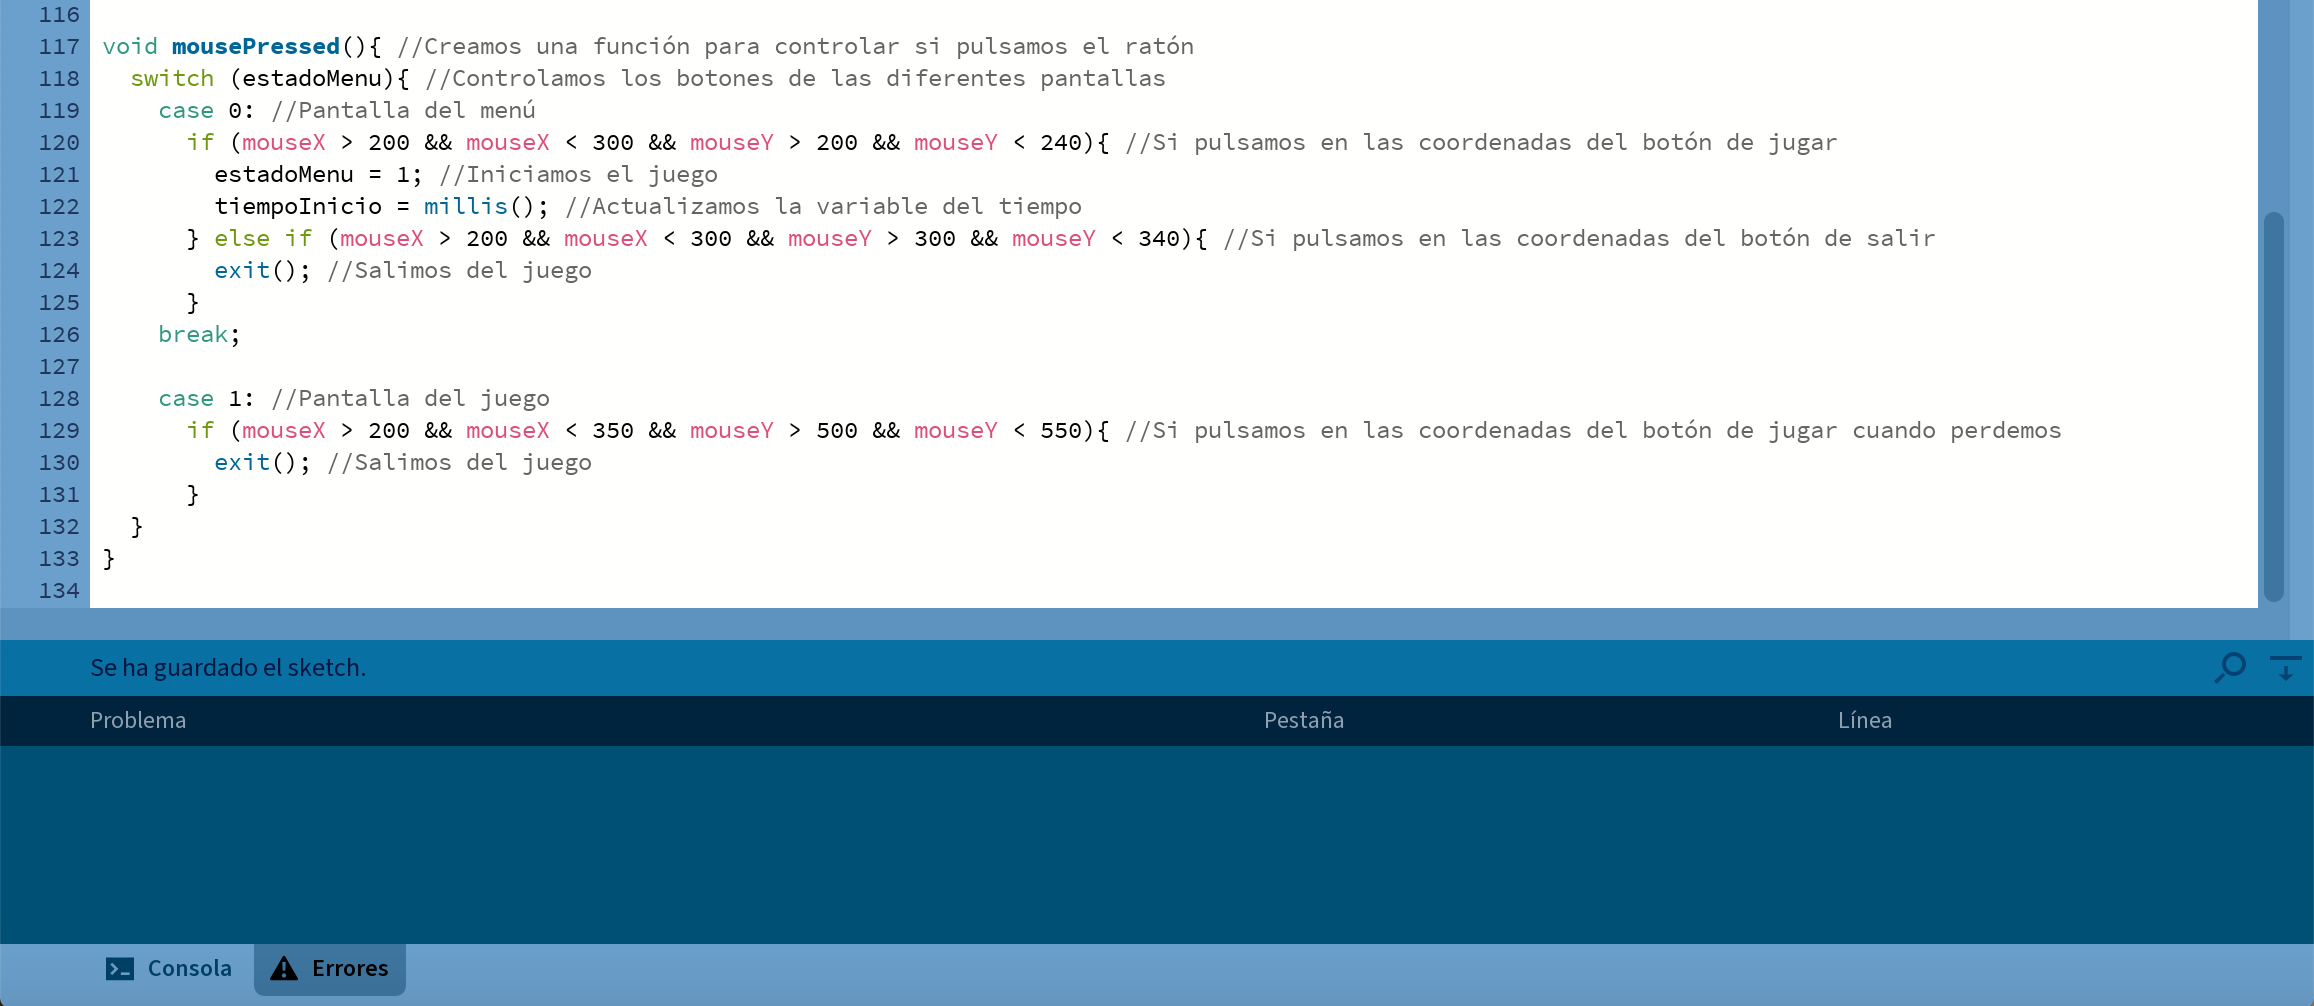 116
117 void mousePressed(){ //Creamos una función para controlar si pulsamos el ratón
118   switch (estadoMenu){ //Controlamos los botones de las diferentes pantallas
119     case 0: //Pantalla del menú
120       if (mouseX > 200 && mouseX < 300 && mouseY > 200 && mouseY < 240){ //Si pulsamos en las coordenadas del botón de jugar
121         estadoMenu = 1; //Iniciamos el juego
122         tiempoInicio = millis(); //Actualizamos la variable del tiempo
123       } else if (mouseX > 200 && mouseX < 300 && mouseY > 300 && mouseY < 340){ //Si pulsamos en las coordenadas del botón de salir
124         exit(); //Salimos del juego
125       }
126     break;
127
128     case 1: //Pantalla del juego
129       if (mouseX > 200 && mouseX < 350 && mouseY > 500 && mouseY < 550){ //Si pulsamos en las coordenadas del botón de jugar cuando perdemos
130         exit(); //Salimos del juego
131       }
132   }
133 }
134
Se ha guardado el sketch.
Problema Pestaña Línea
Consola Errores